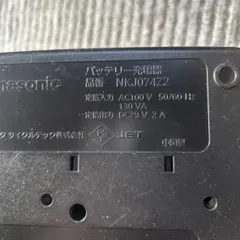 nasonic
バッテリー充電器
品番 NKJ074Z2
定格入力 AC100 V 50/60 Hz
130 VA
定格出力 DC29 V 2 A
サイクルテック株式会社
JET
中国製